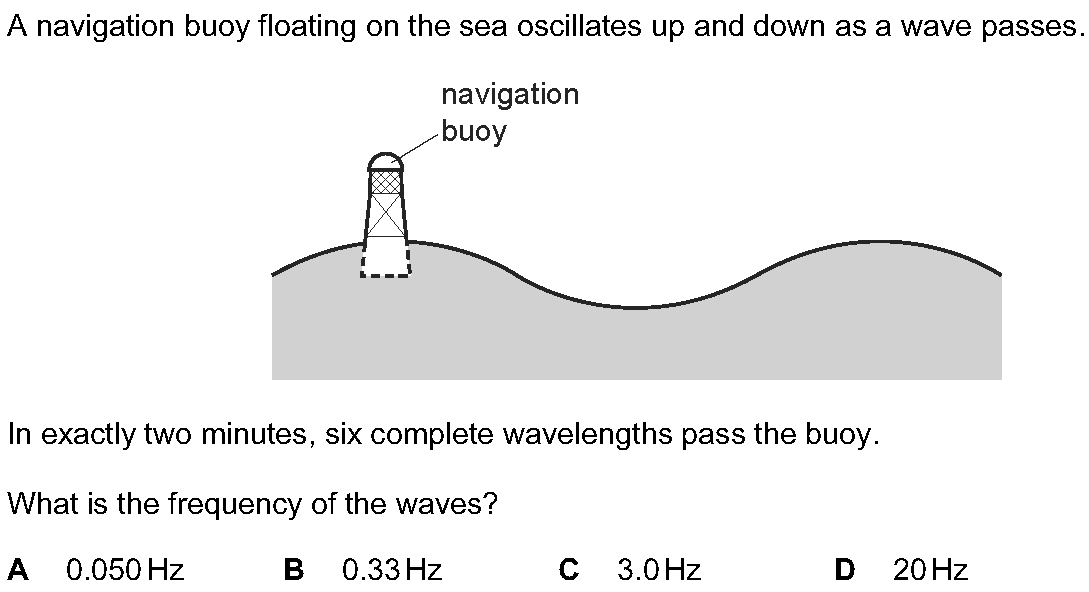 A navigation buoy floating on the sea oscillates up and down as a wave passes.
navigation
buoy
In exactly two minutes, six complete wavelengths pass the buoy.
What is the frequency of the waves?
A 0.050 Hz B 0.33 Hz C 3.0 Hz D 20 Hz